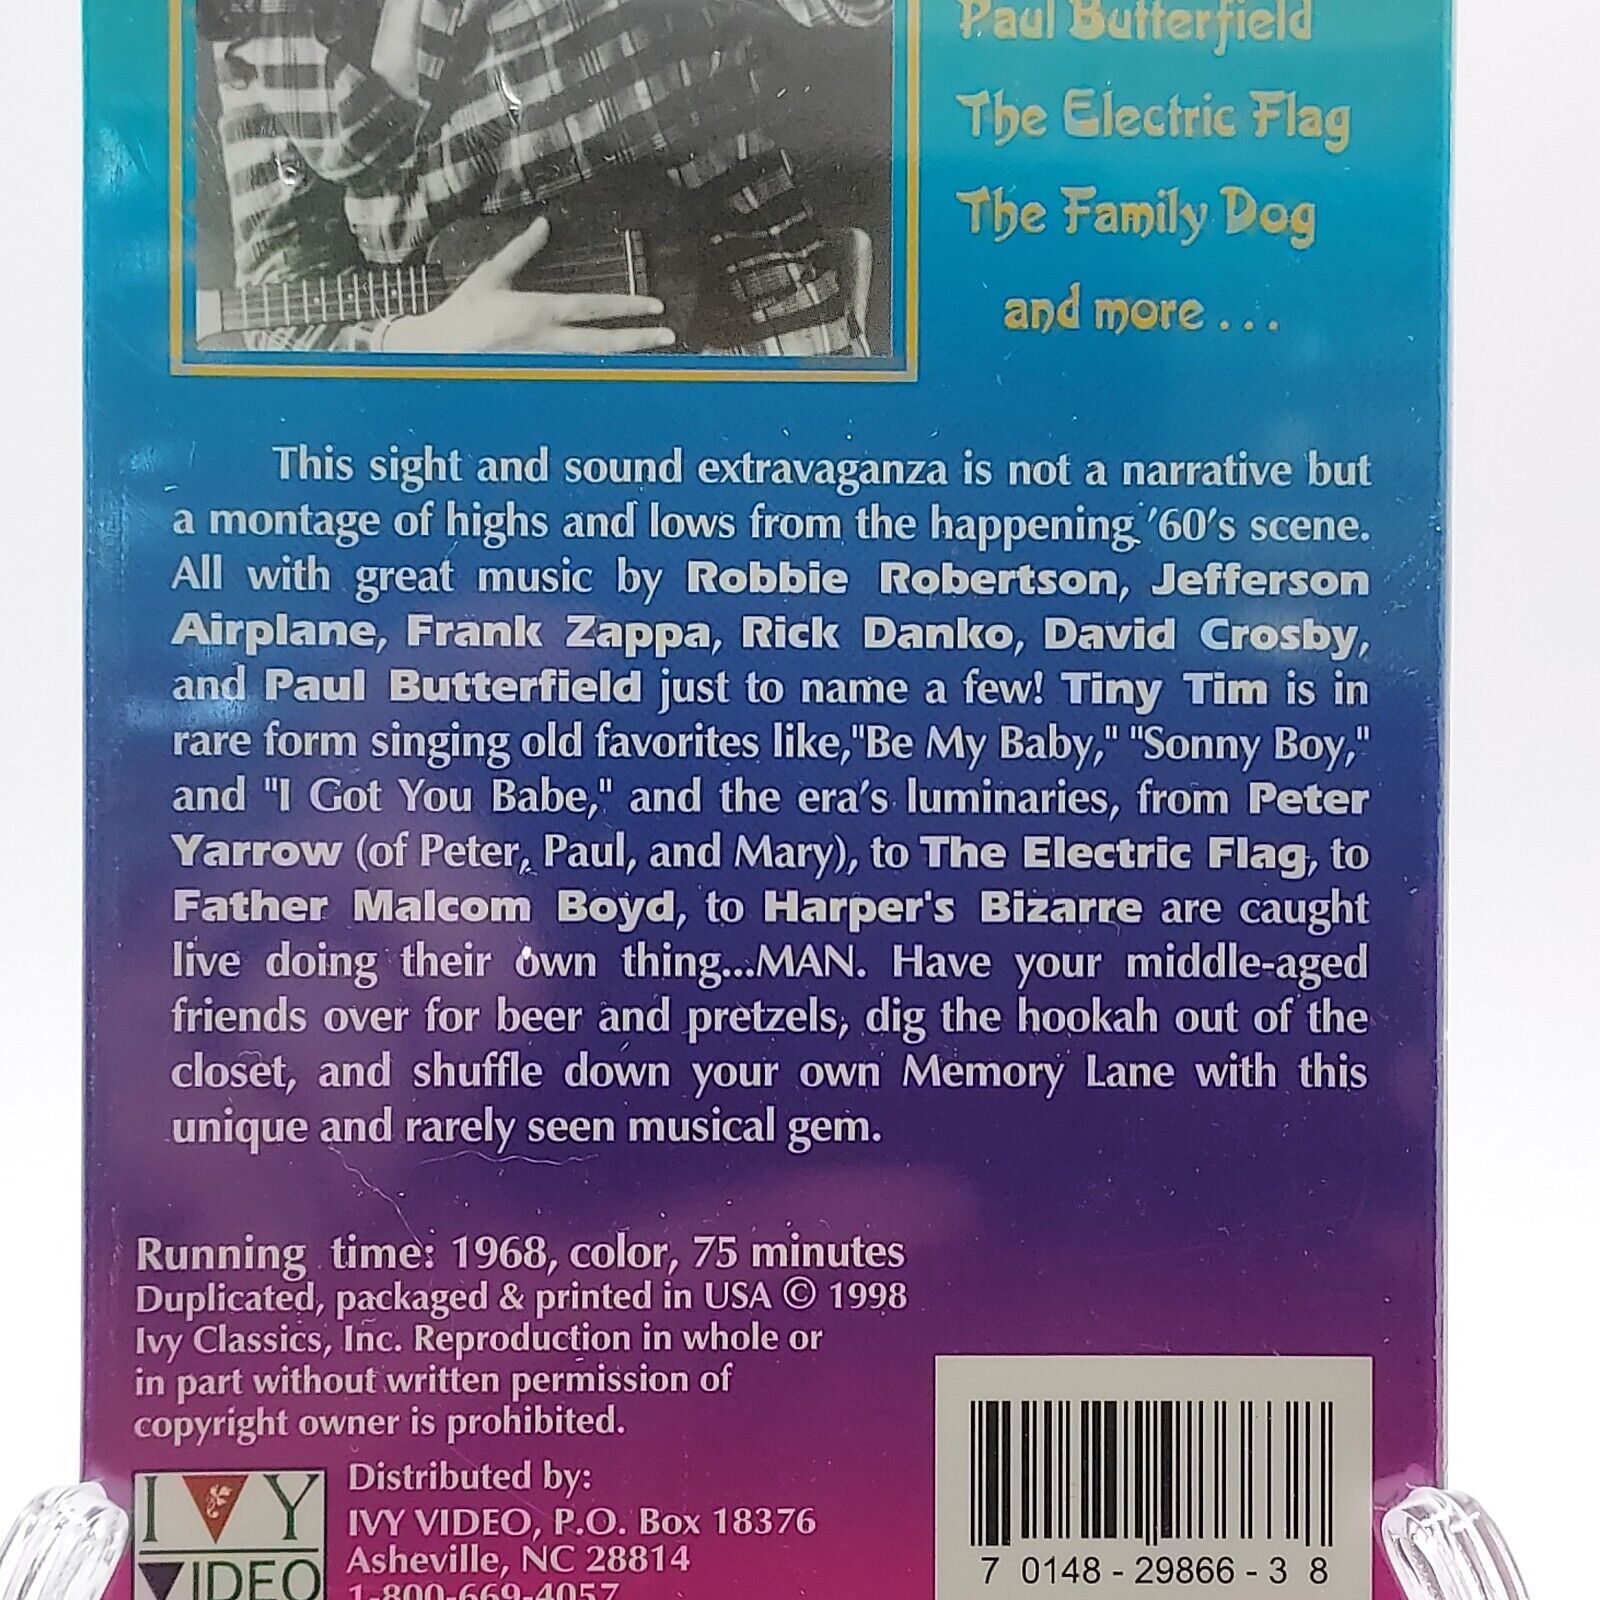 Paul Butterfield
The Electric Flag
The Family Dog
and more . . .
This sight and sound extravaganza is not a narrative but
a montage of highs and lows from the happening '60's scene.
All with great music by Robbie Robertson, Jefferson
Airplane, Frank Zappa, Rick Danko, David Crosby,
and Paul Butterfield just to name a few! Tiny Tim is in
rare form singing old favorites like,"Be My Baby," "Sonny Boy,"
and "I Got You Babe," and the era's luminaries, from Peter
Yarrow (of Peter, Paul, and Mary), to The Electric Flag, to
Father Malcom Boyd, to Harper's Bizarre are caught
live doing their own thing...MAN. Have your middle-aged
friends over for beer and pretzels, dig the hookah out of the
closet, and shuffle down your own Memory Lane with this
unique and rarely seen musical gem.
Running time: 1968, color, 75 minutes
Duplicated, packaged & printed in USA © 1998
Ivy Classics, Inc. Reproduction in whole or
in part without written permission of
copyright owner is prohibited.
IVY
VIDEO
Distributed by:
IVY VIDEO, P.O. Box 18376
Asheville, NC 28814
1-800-669-4057
7 0148 - 29866 - 3 8